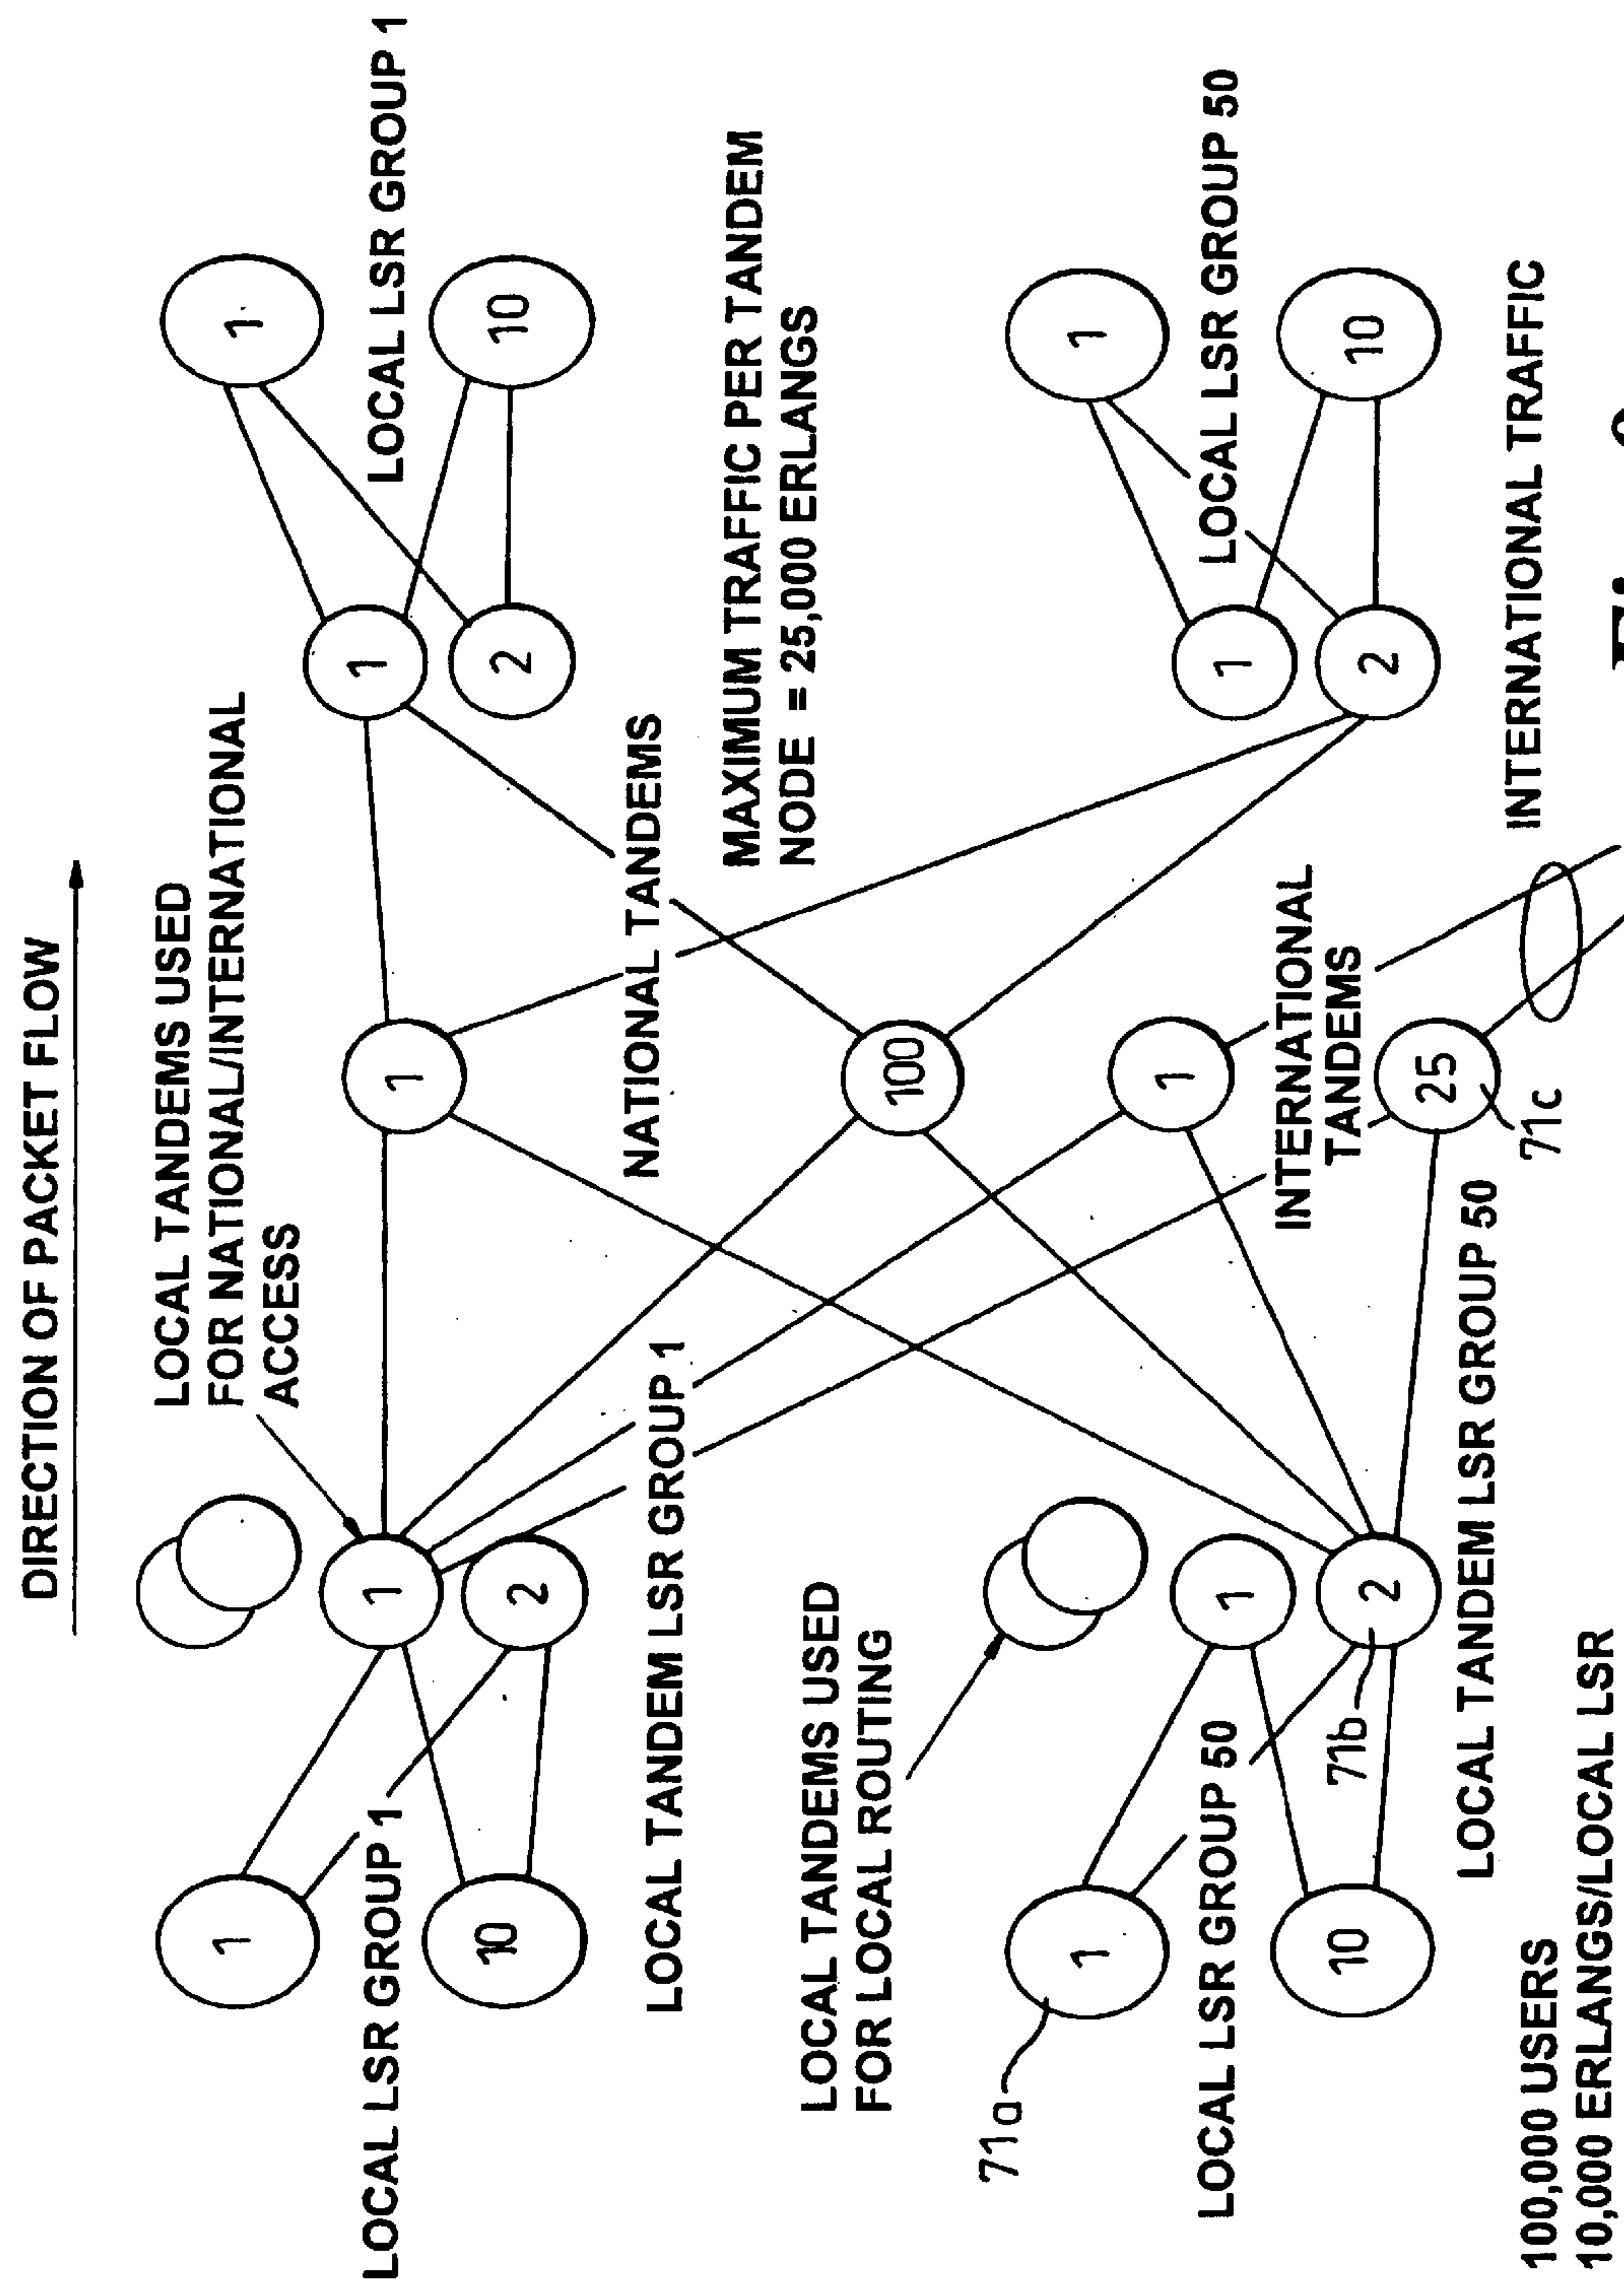 DIRECTION OF PACKET FLOW
LOCAL TANDEMS USED
FOR NATIONAL/INTERNATIONAL
ACCESS
1
1
1
1
1
LOCAL LSR GROUP 1
LOCAL LSR GROUP 1
10
2
2
10
NATIONAL TANDEMS
LOCAL TANDEM LSR GROUP 1
MAXIMUM TRAFFIC PER TANDEM
NODE = 25,000 ERLANGS
LOCAL TANDEMS USED
FOR LOCAL ROUTING
100
71a
1
1
LOCAL LSR GROUP 50
1
1
1
LOCAL LSR GROUP 50
INTERNATIONAL
TANDEMS
10
71b
2
25
2
10
LOCAL TANDEM LSR GROUP 50
71c
INTERNATIONAL TRAFFIC
100,000 USERS
10,000 ERLANGS/LOCAL LSR